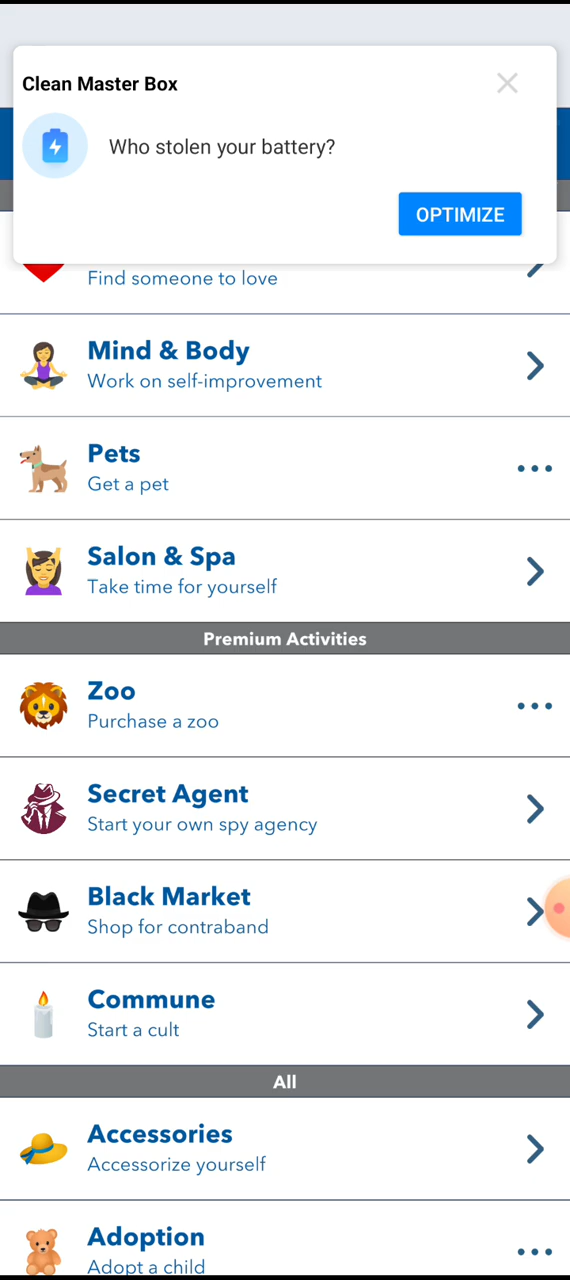 Clean Master Box
Who stolen your battery?
OPTIMIZE
Find someone to love
Mind & Body
Work on self-improvement
Pets
Get a pet
Salon & Spa
Take time for yourself
Premium Activities
Zoo
Purchase a zoo
Secret Agent
Start your own spy agency
Black Market
Shop for contraband
Commune
Start a cult
All
Accessories
Accessorize yourself
Adoption
Adopt a child